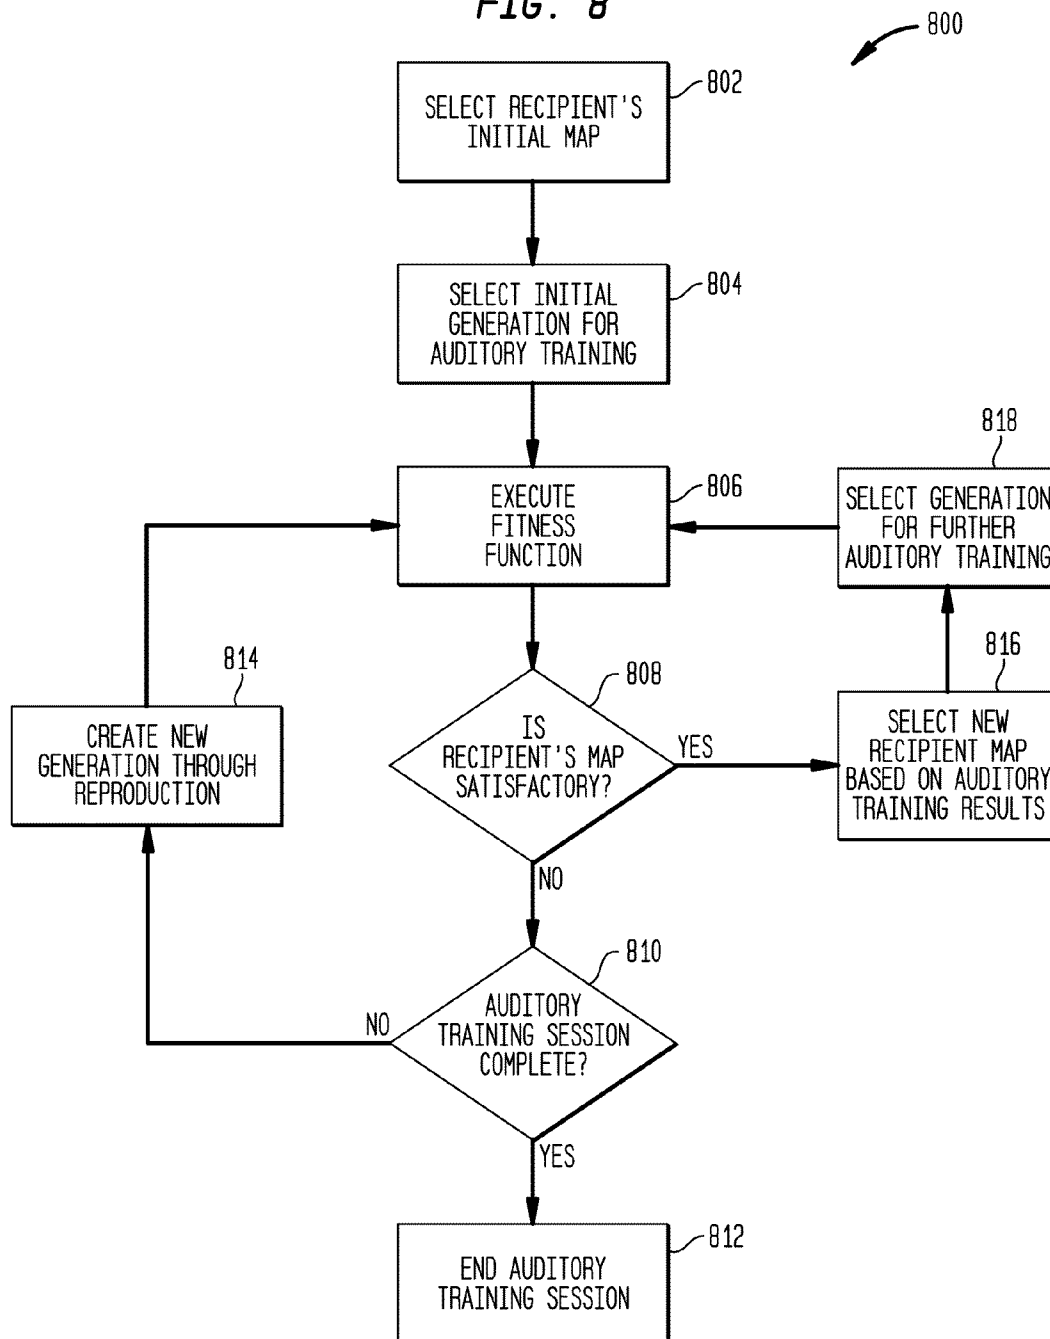 FIG. 8
800
802
SELECT RECIPIENT'S
INITIAL MAP
804
SELECT INITIAL
GENERATION FOR
AUDITORY TRAINING
806
EXECUTE
FITNESS
FUNCTION
818
SELECT GENERATION
FOR FURTHER
AUDITORY TRAINING
808
IS
RECIPIENT'S MAP
SATISFACTORY?
YES
NO
816
SELECT NEW
RECIPIENT MAP
BASED ON AUDITORY
TRAINING RESULTS
814
CREATE NEW
GENERATION THROUGH
REPRODUCTION
810
AUDITORY
TRAINING SESSION
COMPLETE?
NO
YES
812
END AUDITORY
TRAINING SESSION